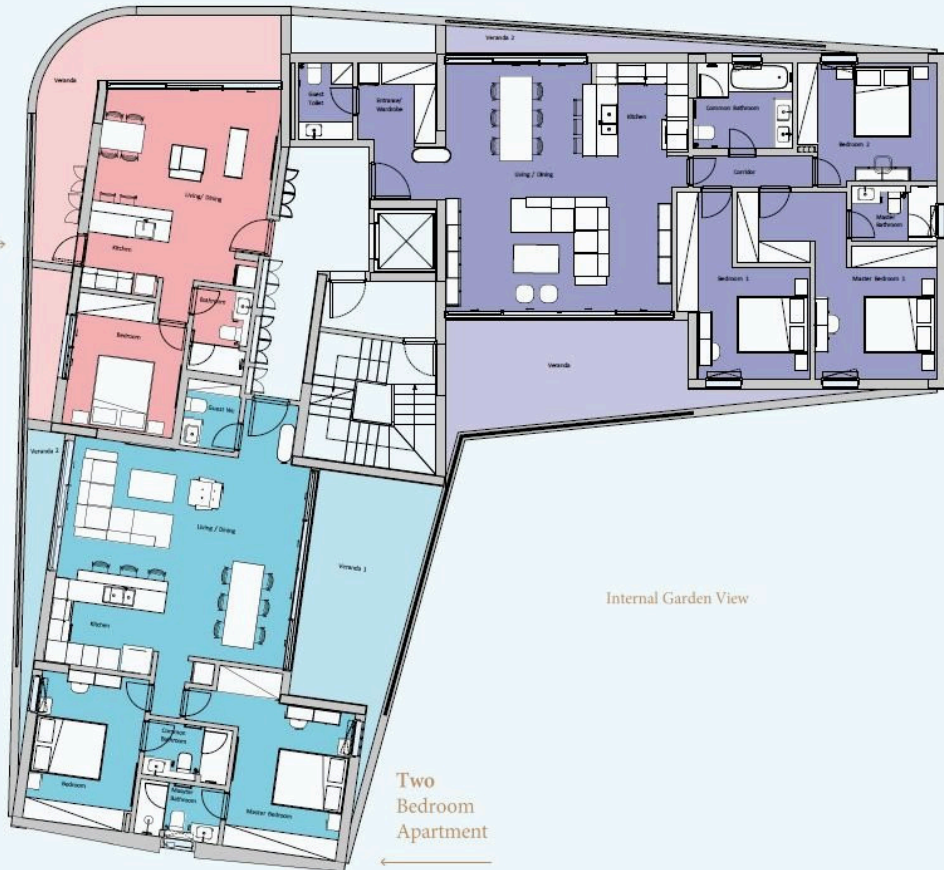 Veranda
Living/ Dining
Kitchen
Bathroom
Bedroom
Veranda 2
Guest
Toilet
Entrance/
Wardrobe
Living / Dining
Kitchen
Common Bathroom
Bedroom 2
Corridor
Master
Bathroom
Bedroom 1
Master Bedroom 1
Veranda
Guest Wc
Veranda 2
Living / Dining
Veranda 1
Kitchen
Bedroom
Common
Bathroom
Master
Bathroom
Master Bedroom
Internal Garden View
Two
Bedroom
Apartment